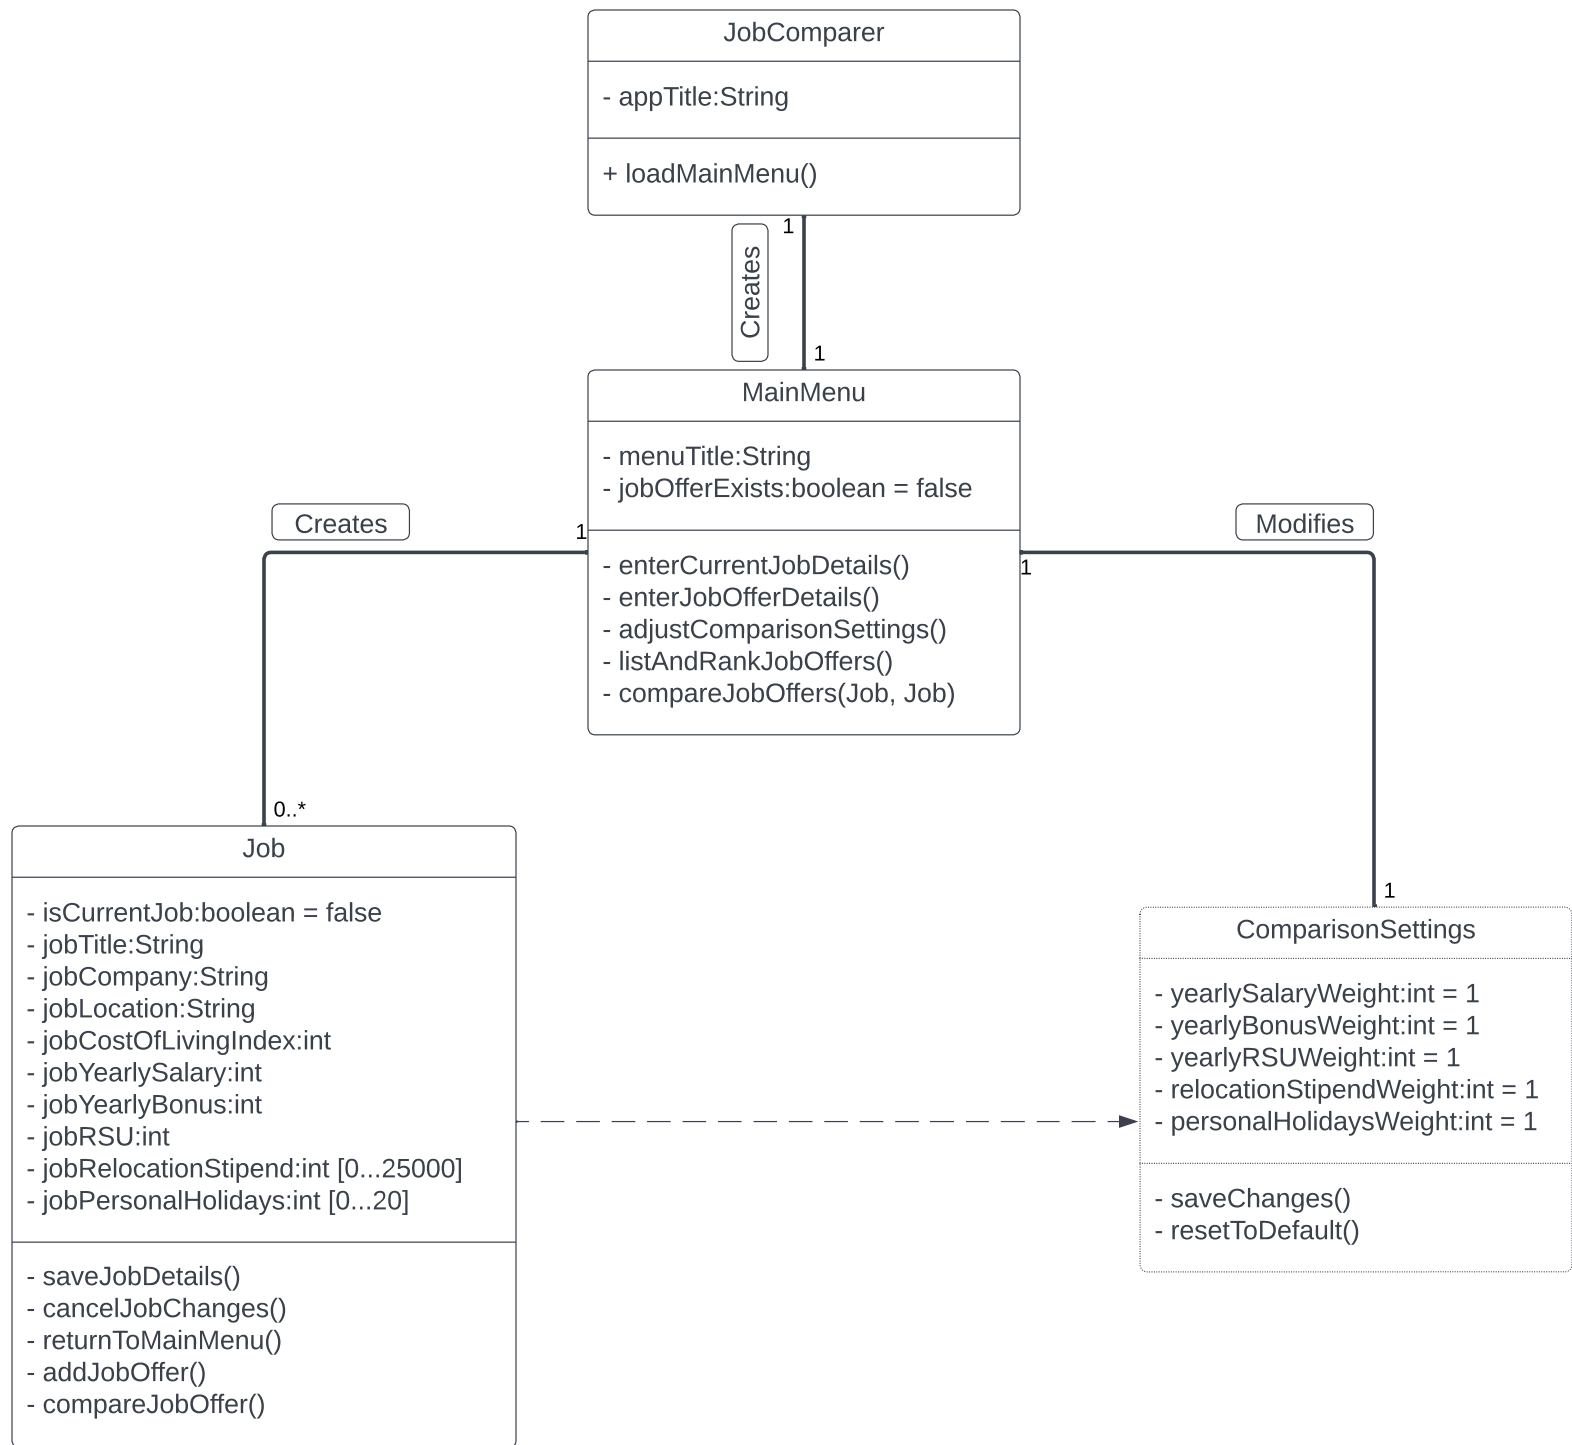 JobComparer
- appTitle:String
+ loadMainMenu()
1
Creates
1
MainMenu
- menuTitle:String
- jobOfferExists:boolean = false
- enterCurrentJobDetails()
- enterJobOfferDetails()
- adjustComparisonSettings()
- listAndRankJobOffers()
- compareJobOffers(Job, Job)
Creates
1
0..*
Modifies
1
1
Job
- isCurrentJob:boolean = false
- jobTitle:String
- jobCompany:String
- jobLocation:String
- jobCostOfLivingIndex:int
- jobYearlySalary:int
- jobYearlyBonus:int
- jobRSU:int
- jobRelocationStipend:int [0...25000]
- jobPersonalHolidays:int [0...20]
- saveJobDetails()
- cancelJobChanges()
- returnToMainMenu()
- addJobOffer()
- compareJobOffer()
ComparisonSettings
- yearlySalaryWeight:int = 1
- yearlyBonusWeight:int = 1
- yearlyRSUWeight:int = 1
- relocationStipendWeight:int = 1
- personalHolidaysWeight:int = 1
- saveChanges()
- resetToDefault()